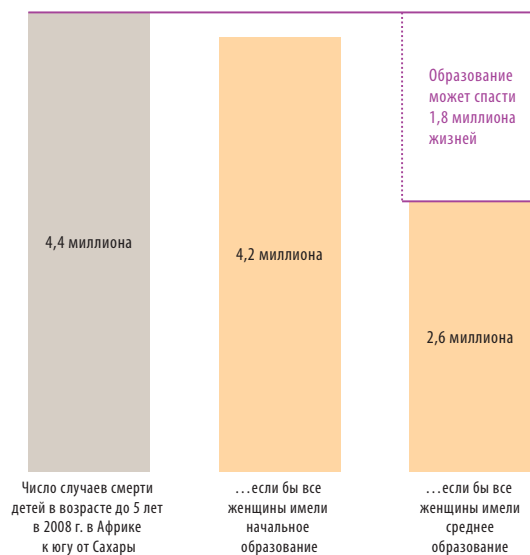 Образование
может спасти
1,8 миллиона
жизней
4,4 миллиона
4,2 миллиона
2,6 миллиона
Число случаев смерти
детей в возрасте до 5 лет
в 2008 г. в Африке
к югу от Сахары
…если бы все
женщины имели
начальное
образование
…если бы все
женщины имели
среднее
образование